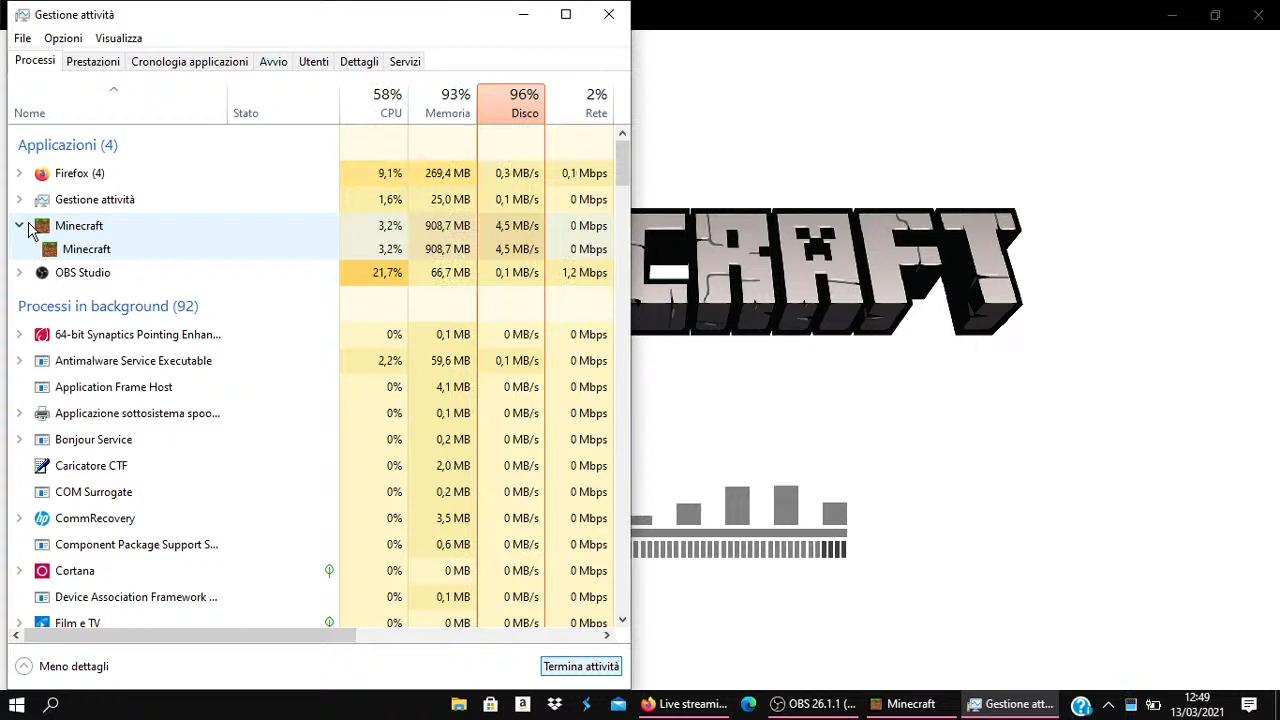 Gestione attività
File Opzioni Visualizza
Processi Prestazioni Cronologia applicazioni Avvio Utenti Dettagli Servizi
58% 93% 96% 2%
Nome Stato CPU Memoria Disco Rete
Applicazioni (4)
Firefox (4) 9,1% 269,4 MB 0,3 MB/s 0,1 Mbps
Gestione attività 1,6% 25,0 MB 0,1 MB/s 0 Mbps
Minecraft 3,2% 908,7 MB 4,5 MB/s 0 Mbps
Minecraft 3,2% 908,7 MB 4,5 MB/s 0 Mbps
OBS Studio 21,7% 66,7 MB 0,1 MB/s 1,2 Mbps
Processi in background (92)
64-bit Synaptics Pointing Enhan... 0% 0,1 MB 0 MB/s 0 Mbps
Antimalware Service Executable 2,2% 59,6 MB 0,1 MB/s 0 Mbps
Application Frame Host 0% 4,1 MB 0 MB/s 0 Mbps
Applicazione sottosistema spoo... 0% 0,1 MB 0 MB/s 0 Mbps
Bonjour Service 0% 0,2 MB 0 MB/s 0 Mbps
Caricatore CTF 0% 2,0 MB 0 MB/s 0 Mbps
COM Surrogate 0% 0,2 MB 0 MB/s 0 Mbps
CommRecovery 0% 3,5 MB 0 MB/s 0 Mbps
Component Package Support S... 0% 0,6 MB 0 MB/s 0 Mbps
Cortana 0% 0 MB 0 MB/s 0 Mbps
Device Association Framework ... 0% 0,1 MB 0 MB/s 0 Mbps
Film e TV 0% 0 MB 0 MB/s 0 Mbps
Meno dettagli Termina attività
CRAFT
Live streami... OBS 26.1.1 (... Minecraft Gestione att...
12:49
13/03/2021